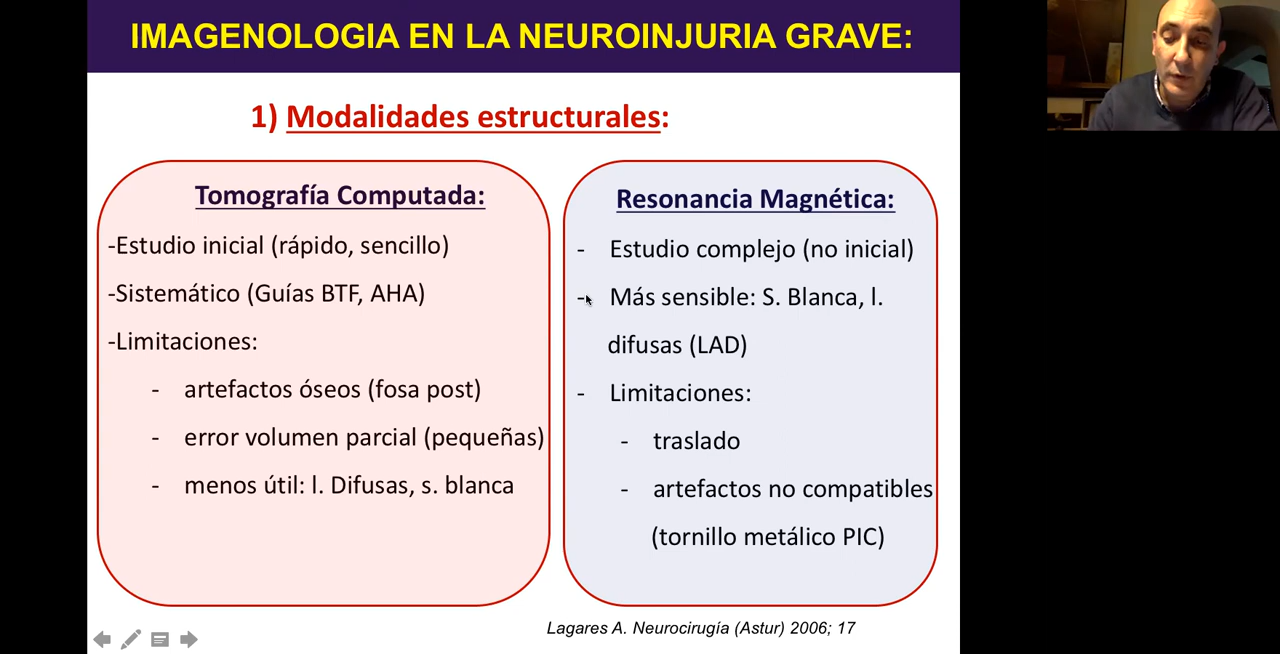 IMAGENOLOGIA EN LA NEUROINJURIA GRAVE:
1) Modalidades estructurales:
Tomografía Computada:
-Estudio inicial (rápido, sencillo)
-Sistemático (Guías BTF, AHA)
-Limitaciones:
- artefactos óseos (fosa post)
- error volumen parcial (pequeñas)
- menos útil: l. Difusas, s. blanca
Resonancia Magnética:
- Estudio complejo (no inicial)
- Más sensible: S. Blanca, l.
difusas (LAD)
- Limitaciones:
- traslado
- artefactos no compatibles
(tornillo metálico PIC)
Lagares A. Neurocirugía (Astur) 2006; 17